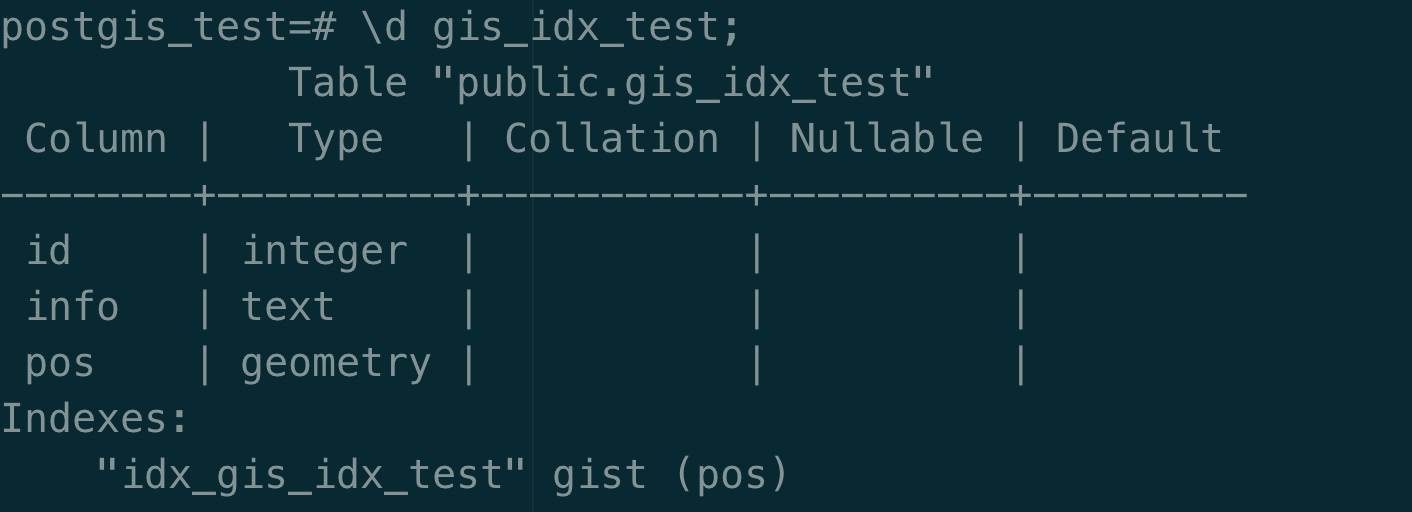 postgis_test=# \d gis_idx_test;
            Table "public.gis_idx_test"
 Column |   Type   | Collation | Nullable | Default
--------+----------+-----------+----------+---------
 id     | integer  |           |          |
 info   | text     |           |          |
 pos    | geometry |           |          |
Indexes:
    "idx_gis_idx_test" gist (pos)